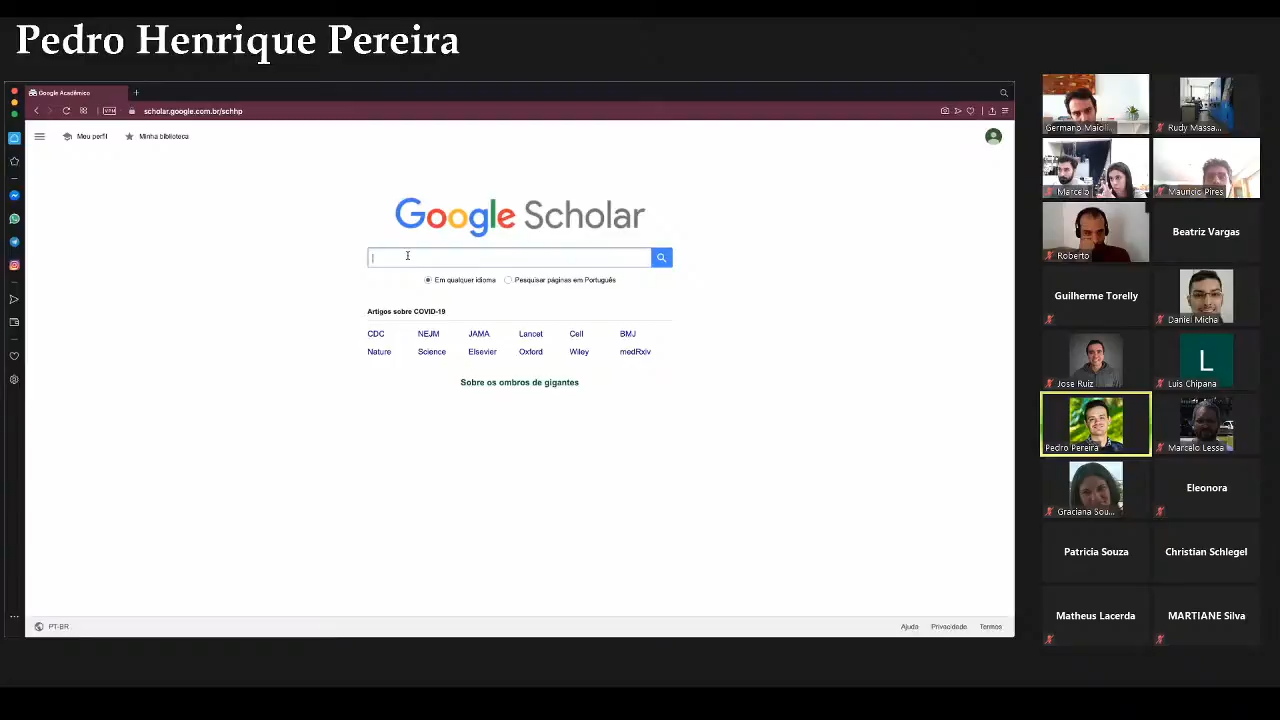 Pedro Henrique Pereira
Google Acadêmico
scholar.google.com.br/schhp
Meu perfil
Minha biblioteca
Google Scholar
Em qualquer idioma
Pesquisar páginas em Português
Artigos sobre COVID-19
CDC NEJM JAMA Lancet Cell BMJ
Nature Science Elsevier Oxford Wiley medRxiv
Sobre os ombros de gigantes
PT-BR
Ajuda Privacidade Termos
Germano Maiol...
Rudy Massa...
Marcelo
Mauricio Pires
Roberto
Beatriz Vargas
Guilherme Torelly
Daniel Micha
Jose Ruiz
L
Luis Chipana
Pedro Pereira
Marcelo Lessa
Graciana Sou...
Eleonora
Patricia Souza
Christian Schlegel
Matheus Lacerda
MARTIANE Silva